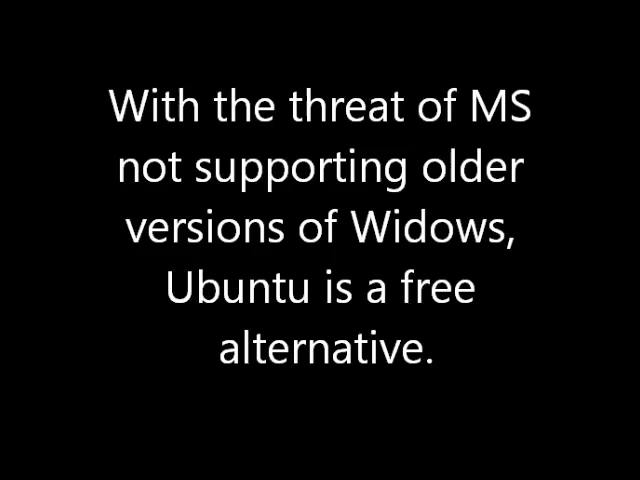 With the threat of MS
not supporting older
versions of Widows,
Ubuntu is a free
alternative.